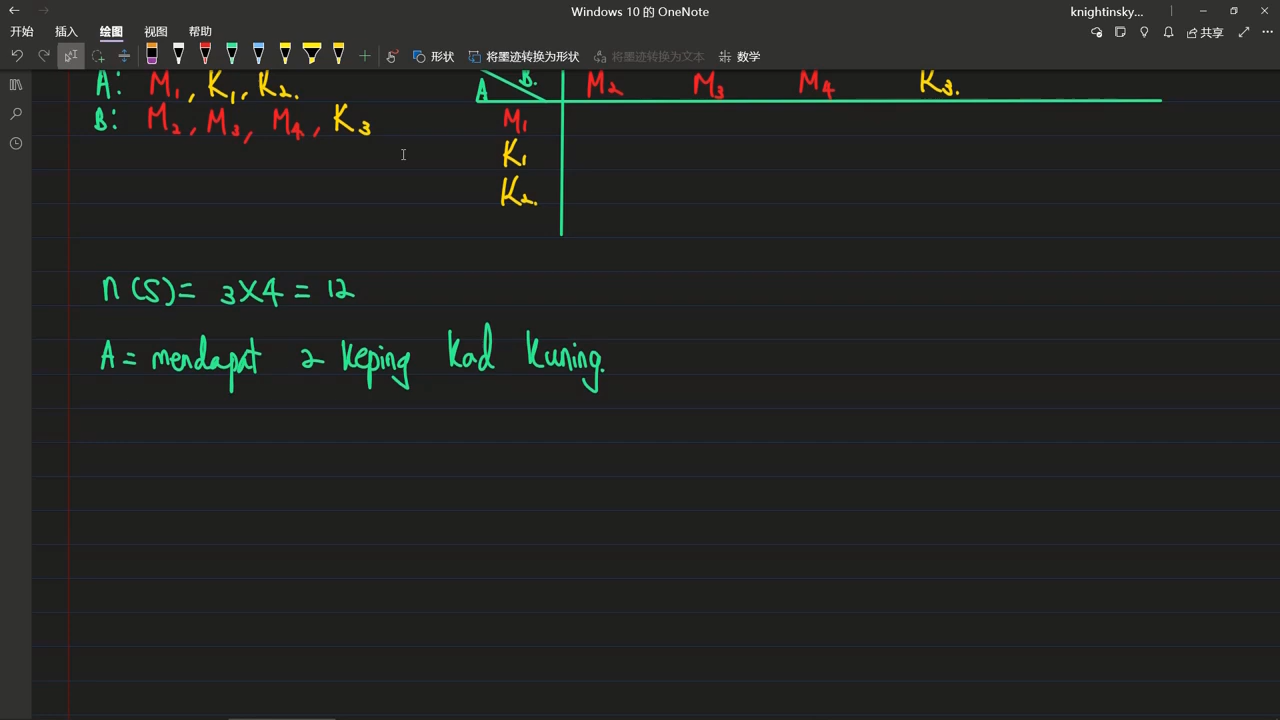 Windows 10 的 OneNote
knightinsky...
开始 插入 绘图 视图 帮助
共享
形状 将墨迹转换为形状 将墨迹转换为文本 数学
A: M₁, K₁, K₂.
B: M₂, M₃, M₄, K₃
A B. M₂ M₃ M₄ K₃.
M₁
K₁
K₂.
n(S) = 3×4 = 12
A = mendapat 2 keping kad kuning.